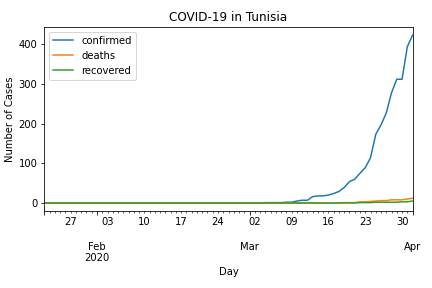 COVID-19 in Tunisia
confirmed
deaths
recovered
Number of Cases
400
300
200
100
0
27 03 10 17 24 02 09 16 23 30
Feb Mar Apr
2020
Day